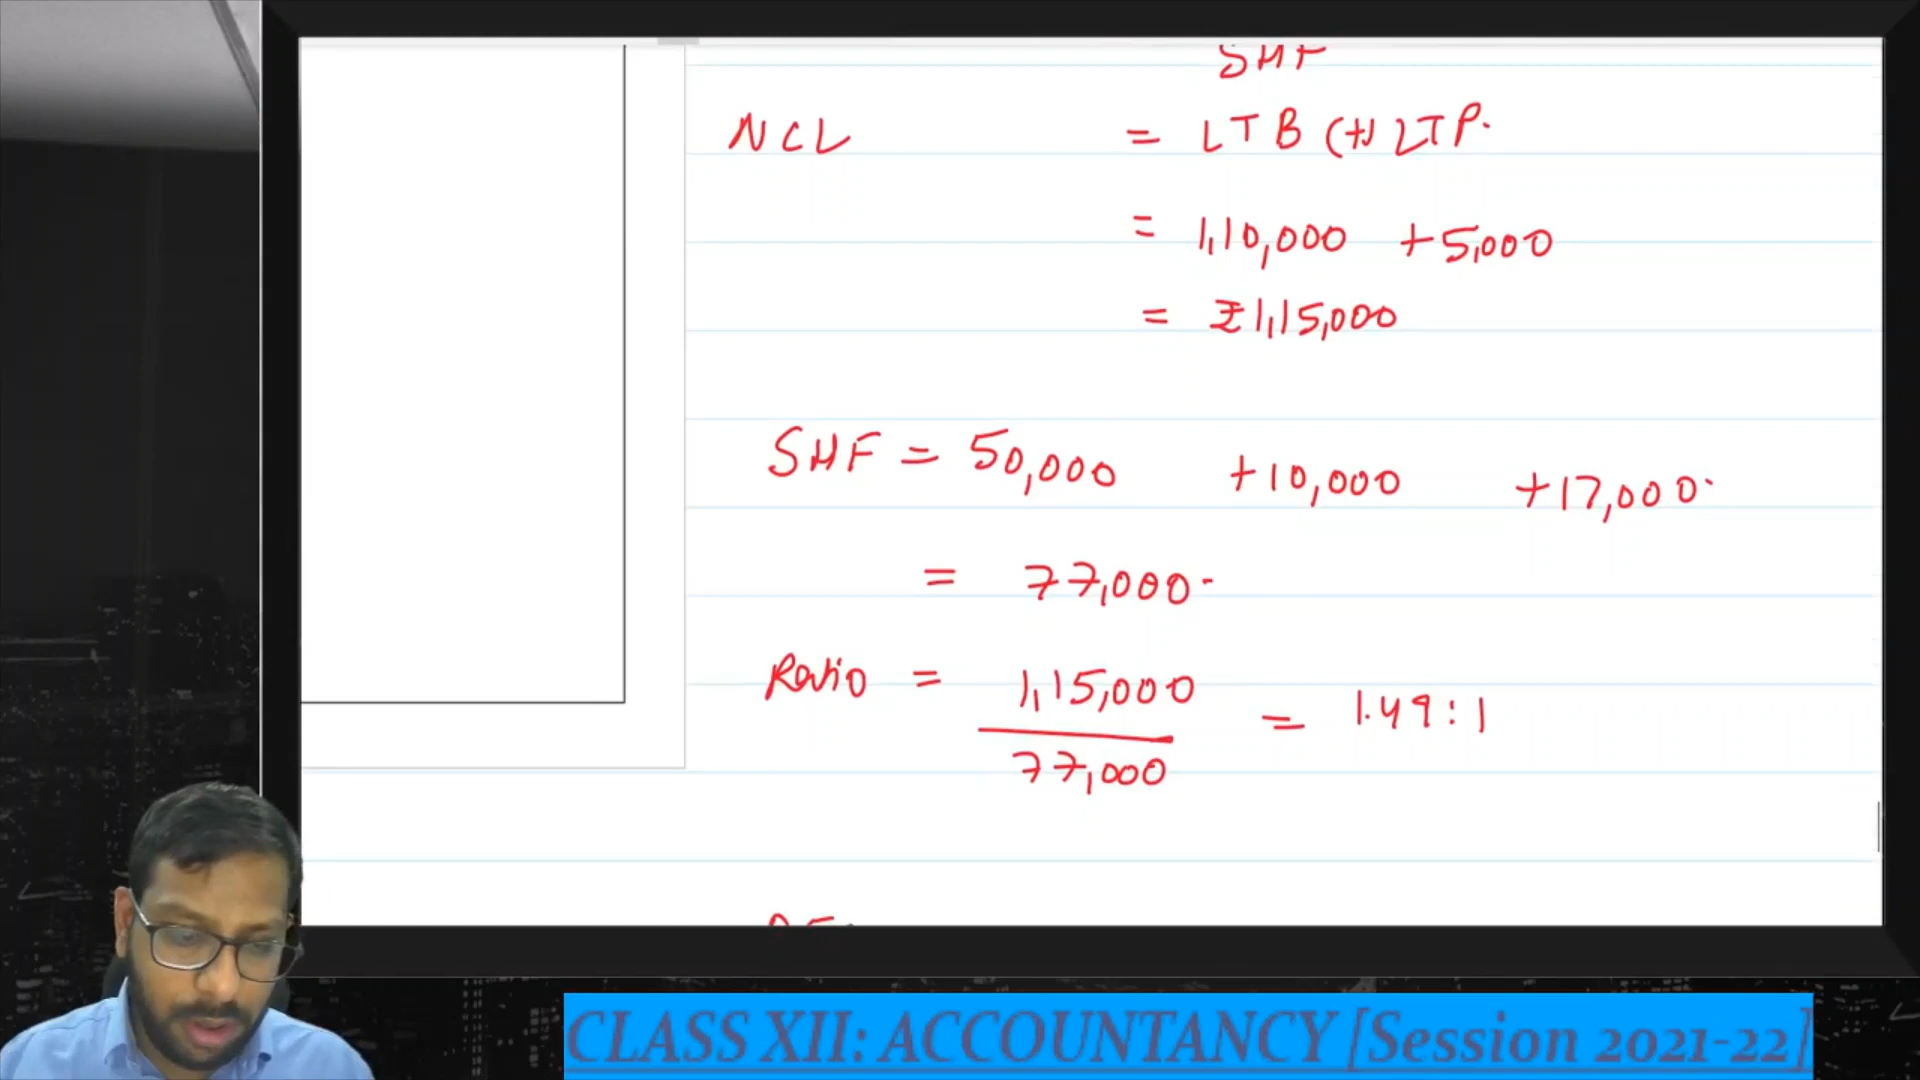 SHF
NCL = LTB (+) LTP.
= 1,10,000 + 5,000
= ₹1,15,000
SHF = 50,000 + 10,000 + 17,000.
= 77,000.
Ratio = 1,15,000
77,000
= 1.49:1
CLASS XII: ACCOUNTANCY [Session 2021-22]